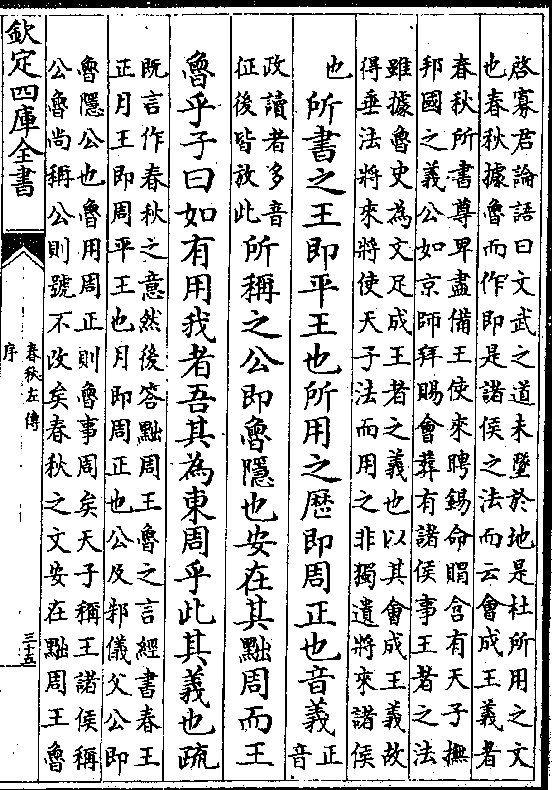 啓寡君論語曰文武之道未墜於地是杜所用之文
也春秋據魯而作即是諸侯之法而云會成王義者
春秋所書尊卑盡備王使來聘錫命賵含有天子撫
邦國之義公如京師拜賜會葬有諸侯事王者之法
雖據魯史為文足成王者之義也以其會成王義故
得垂法將來將使天子法而用之非獨遺將來諸侯
也所書之王即平王也所用之厯即周正也音義正音
政讀者多音征後皆放此所稱之公即魯隱也安在其黜周而王
魯乎子曰如有用我者吾其為東周乎此其義也疏
既言作春秋之意然後答黜周王魯之言經書春王
正月王即周平王也月即周正也公及邾儀父公即
魯隱公也魯用周正則魯事周矣天子稱王諸侯稱
公魯尚稱公則號不改矣春秋之文安在黜周王魯
欽定四庫全書
春秋左傳
序
三十五